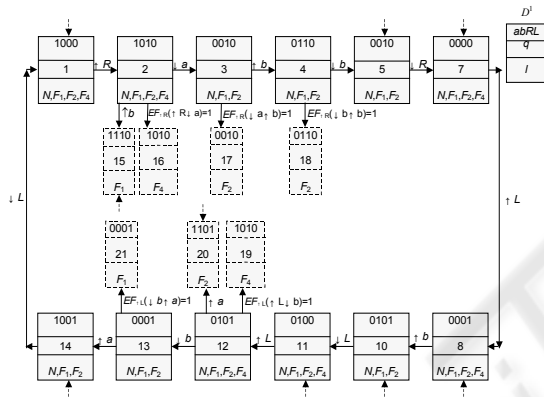 D¹
1000 1010 0010 0110 0010 0000 abRL
1 ↑ R 2 ↓ a 3 ↑ b 4 ↓ b 5 ↓ R 7 q
N,F₁,F₂,F₄ N,F₁,F₂,F₄ N,F₁,F₂ N,F₁,F₂ N,F₁,F₂ N,F₁,F₂ l
↑b EF↑R(↑ R↓ a)=1 EF↑R(↓ a↑ b)=1 EF↑R(↓ b↑ b)=1
1110 1010 0010 0110
15 16 17 18
F₁ F₄ F₂ F₂
↓ L ↑ L
0001 1101 1010
21 20 19
F₁ F₂ F₄
EF↑L(↓ b↑ a)=1 ↑ a EF↑L(↑ L↓ b)=1
1001 0001 0101 0100 0101 0001
14 ↑ a 13 ↓ b 12 ↑ L 11 ↓ L 10 ↑ b 8
N,F₁,F₂ N,F₁,F₂ N,F₁,F₂,F₄ N,F₁,F₂,F₄ N,F₁,F₂ N,F₁,F₂,F₄